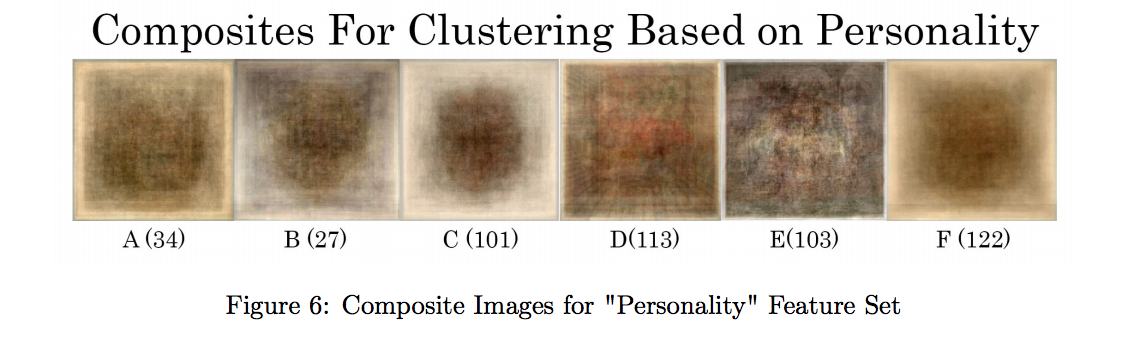 Composites For Clustering Based on Personality
A (34) B (27) C (101) D(113) E(103) F (122)
Figure 6: Composite Images for "Personality" Feature Set